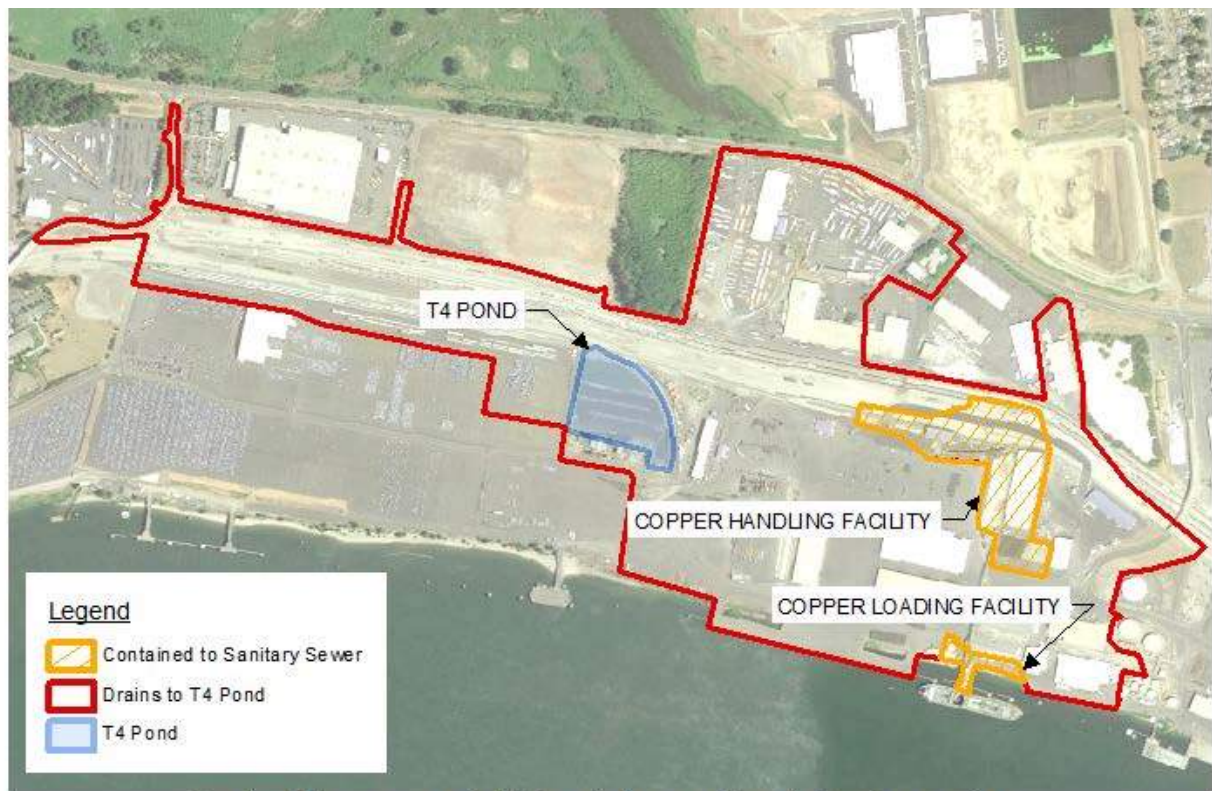 T4 POND
COPPER HANDLING FACILITY
COPPER LOADING FACILITY
Legend
Contained to Sanitary Sewer
Drains to T4 Pond
T4 Pond